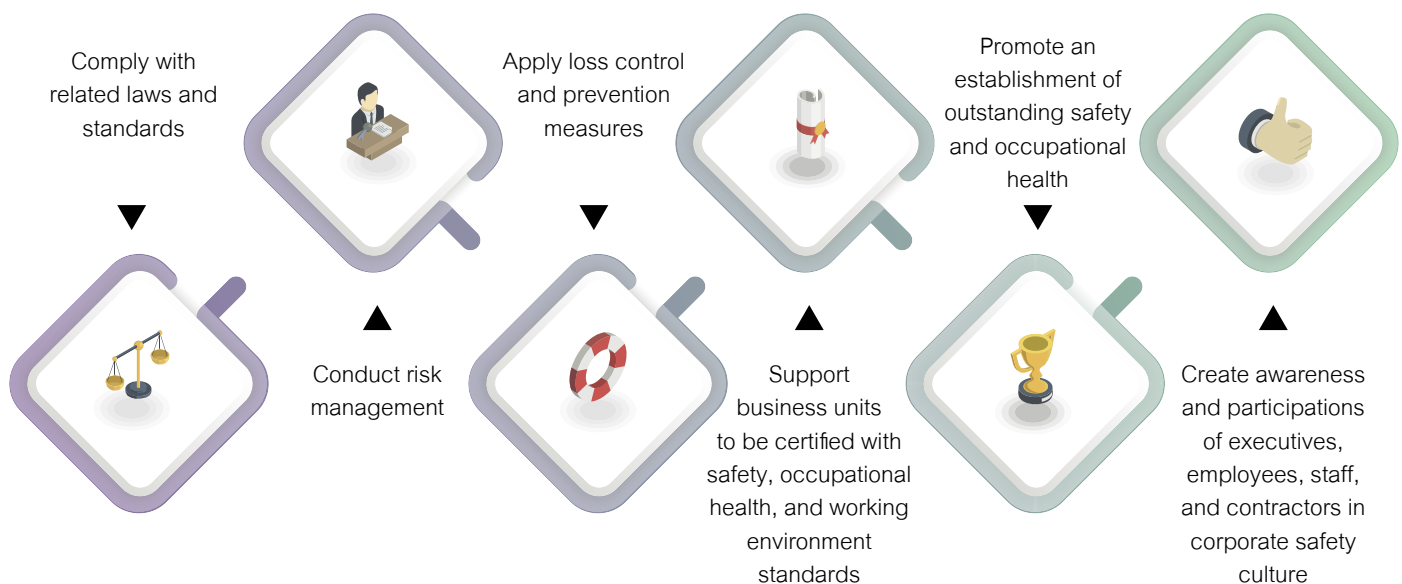 Comply with
related laws and
standards
Conduct risk
management
Apply loss control
and prevention
measures
Support
business units
to be certified with
safety, occupational
health, and working
environment
standards
Promote an
establishment of
outstanding safety
and occupational
health
Create awareness
and participations
of executives,
employees, staff,
and contractors in
corporate safety
culture